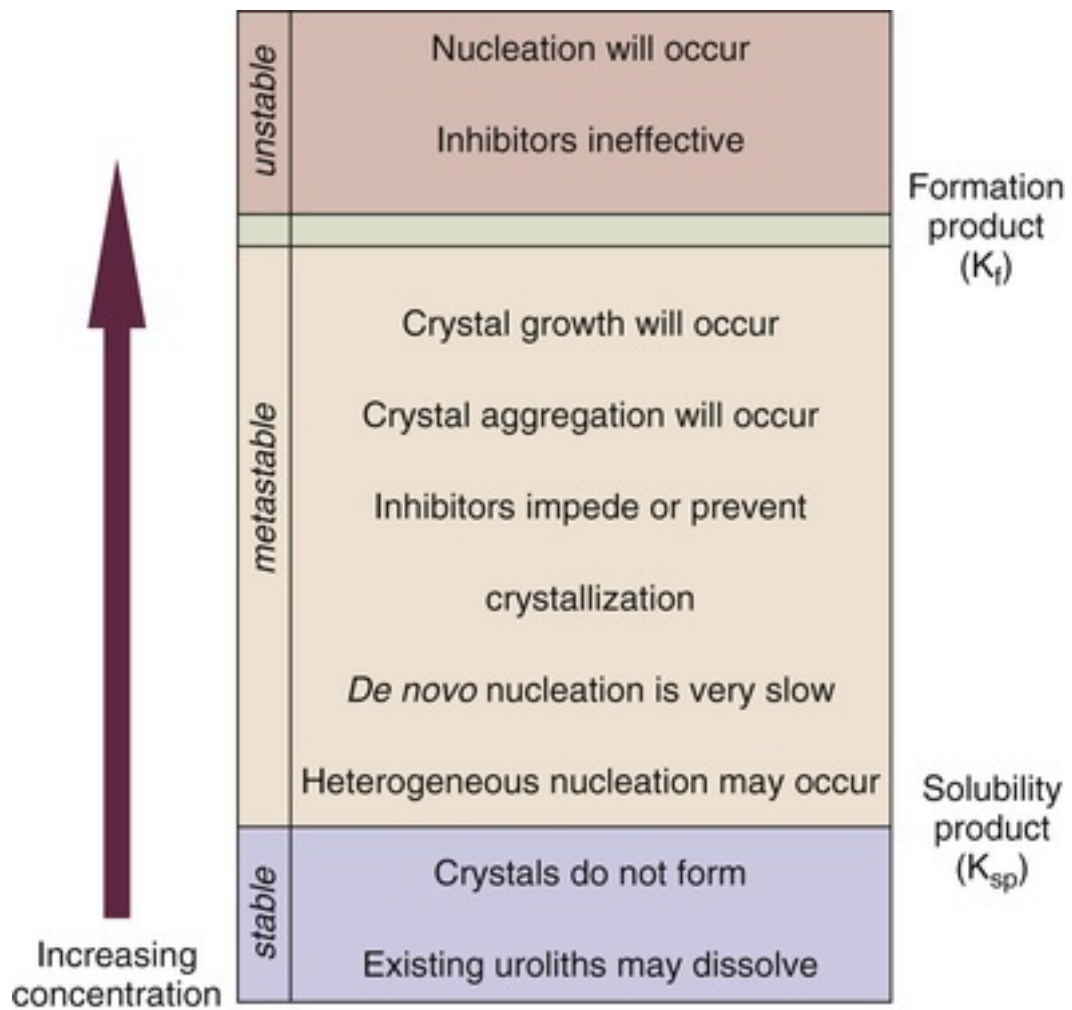 unstable
Nucleation will occur
Inhibitors ineffective
Formation
product
(Kf)
metastable
Crystal growth will occur
Crystal aggregation will occur
Inhibitors impede or prevent
crystallization
De novo nucleation is very slow
Heterogeneous nucleation may occur
Solubility
product
(Ksp)
stable
Crystals do not form
Existing uroliths may dissolve
Increasing
concentration